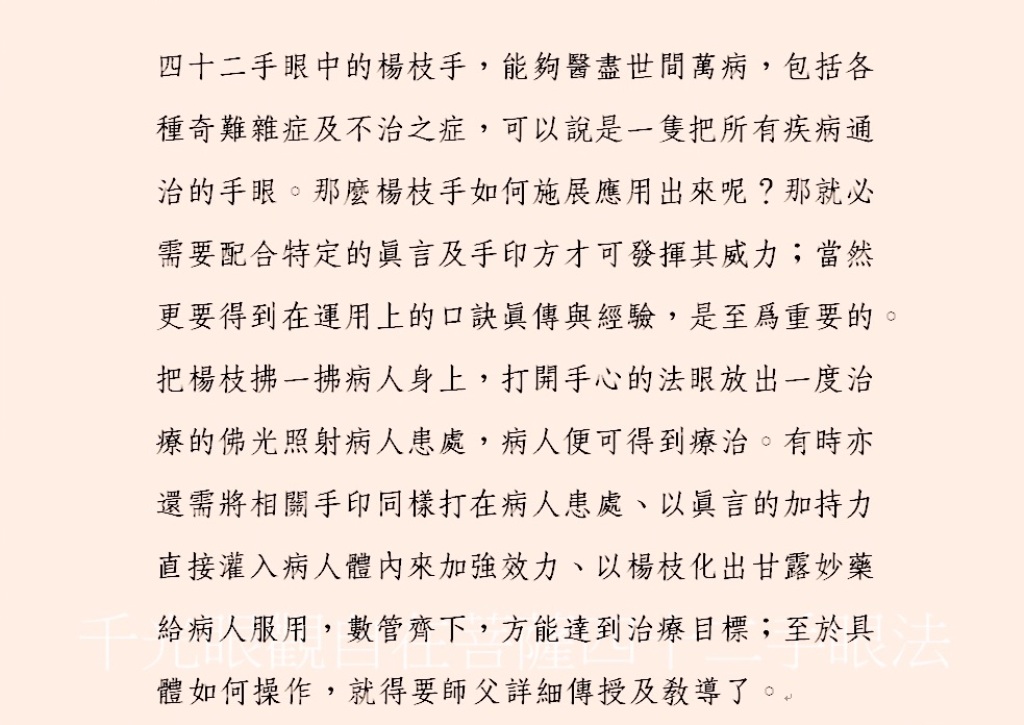 四十二手眼中的楊枝手，能夠醫盡世間萬病，包括各
種奇難雜症及不治之症，可以說是一隻把所有疾病通
治的手眼。那麼楊枝手如何施展應用出來呢？那就必
需要配合特定的眞言及手印方才可發揮其威力；當然
更要得到在運用上的口訣眞傳與經驗，是至爲重要的。
把楊枝拂一拂病人身上，打開手心的法眼放出一度治
療的佛光照射病人患處，病人便可得到療治。有時亦
還需將相關手印同樣打在病人患處、以眞言的加持力
直接灌入病人體內來加強效力、以楊枝化出甘露妙藥
給病人服用，數管齊下，方能達到治療目標；至於具
千光眼觀自在菩薩四十二手眼法
體如何操作，就得要師父詳細傳授及教導了。